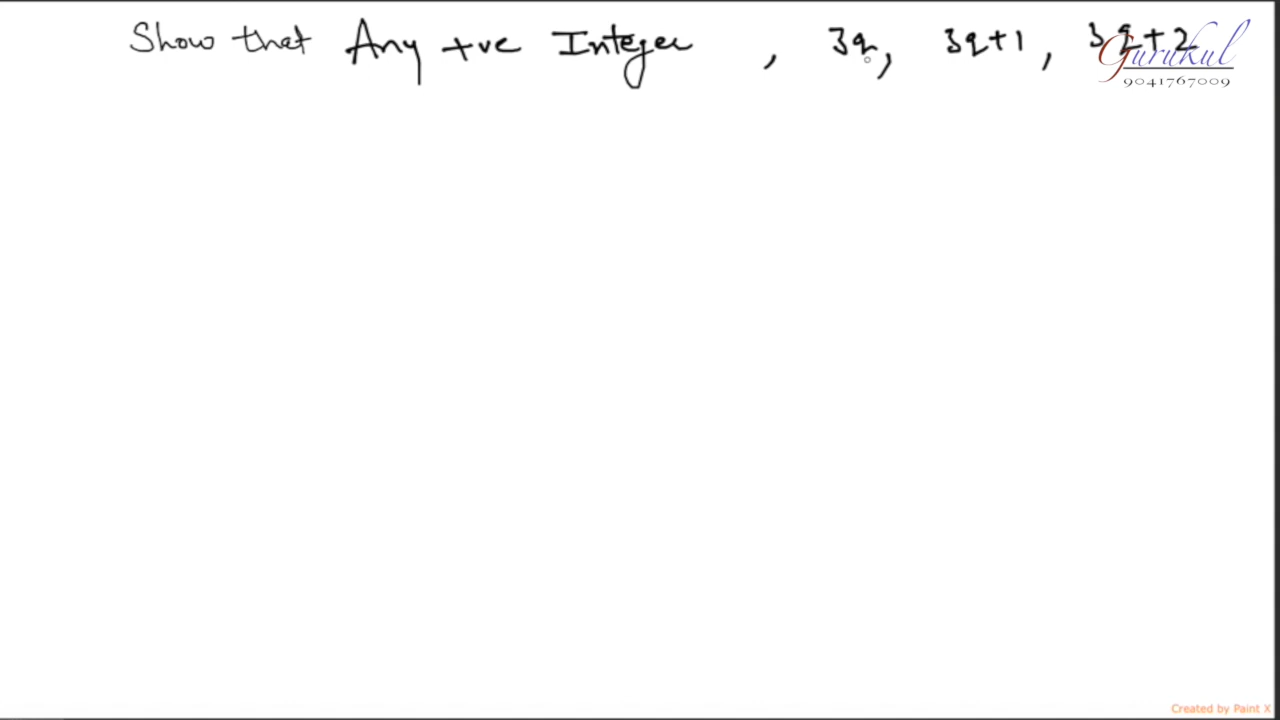 Show that Any +ve Integer , 3q, 3q+1, 3q+2
Gurukul
9041767009
Created by Paint X